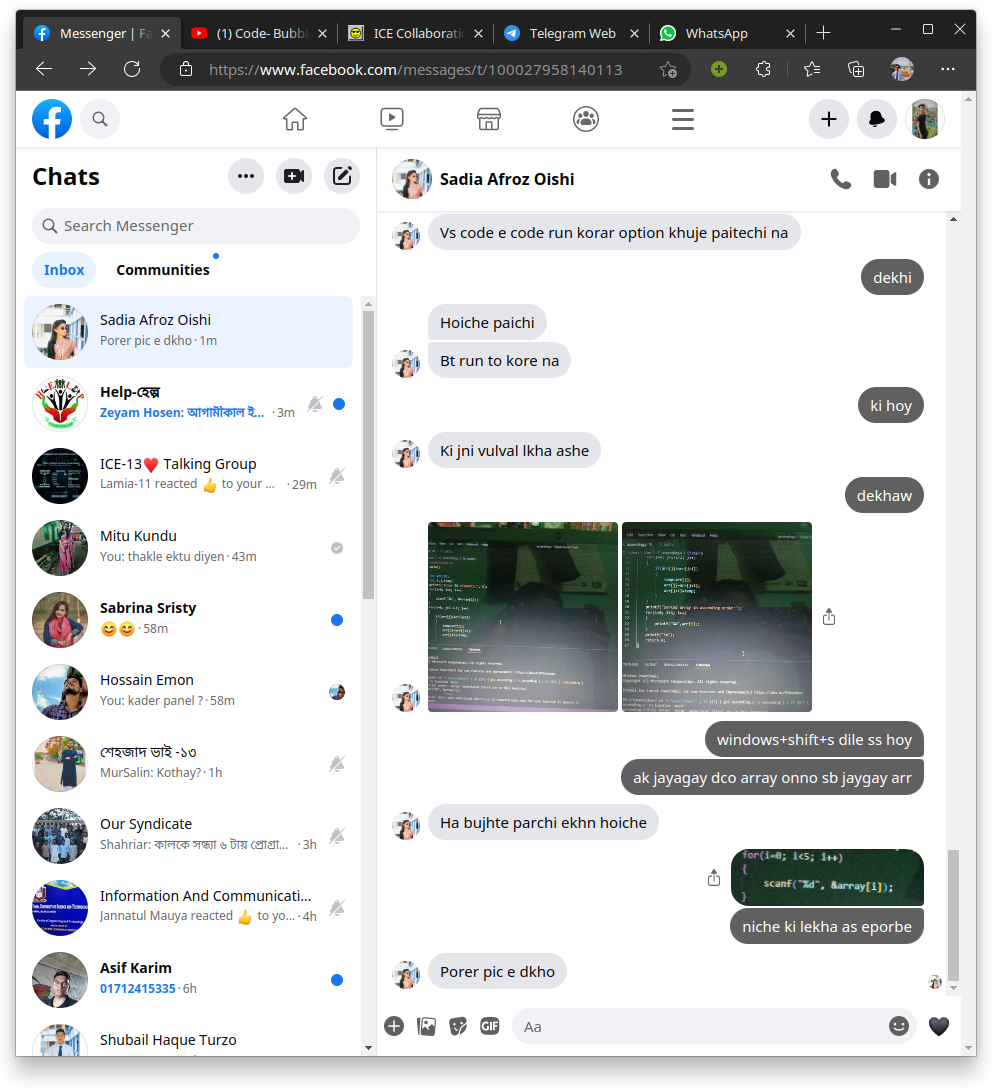 Messenger | Fa
(1) Code- Bubbl
ICE Collaboratio
Telegram Web
WhatsApp
https://www.facebook.com/messages/t/100027958140113
Chats
Search Messenger
Inbox
Communities
Sadia Afroz Oishi
Porer pic e dkho · 1m
Help-হেল্প
Zeyam Hosen: আগামীকাল ই... · 3m
ICE-13❤️ Talking Group
Lamia-11 reacted 👍 to your ... · 29m
Mitu Kundu
You: thakle ektu diyen · 43m
Sabrina Sristy
😊😊 · 58m
Hossain Emon
You: kader panel ? · 58m
শেহজাদ ভাই -১৩
MurSalin: Kothay? · 1h
Our Syndicate
Shahriar: কালকে সন্ধ্যা ৬ টায় প্রোগ্রা... · 3h
Information And Communicati...
Jannatul Mauya reacted 👍 to yo... · 4h
Asif Karim
01712415335 · 6h
Shubail Haque Turzo
Sadia Afroz Oishi
Vs code e code run korar option khuje paitechi na
dekhi
Hoiche paichi
Bt run to kore na
ki hoy
Ki jni vulval lkha ashe
dekhaw
windows+shift+s dile ss hoy
ak jayagay dco array onno sb jaygay arr
Ha bujhte parchi ekhn hoiche
for(i=0; i<5; i++)
{
scanf("%d", &array[i]);
}
niche ki lekha as eporbe
Porer pic e dkho
GIF
Aa